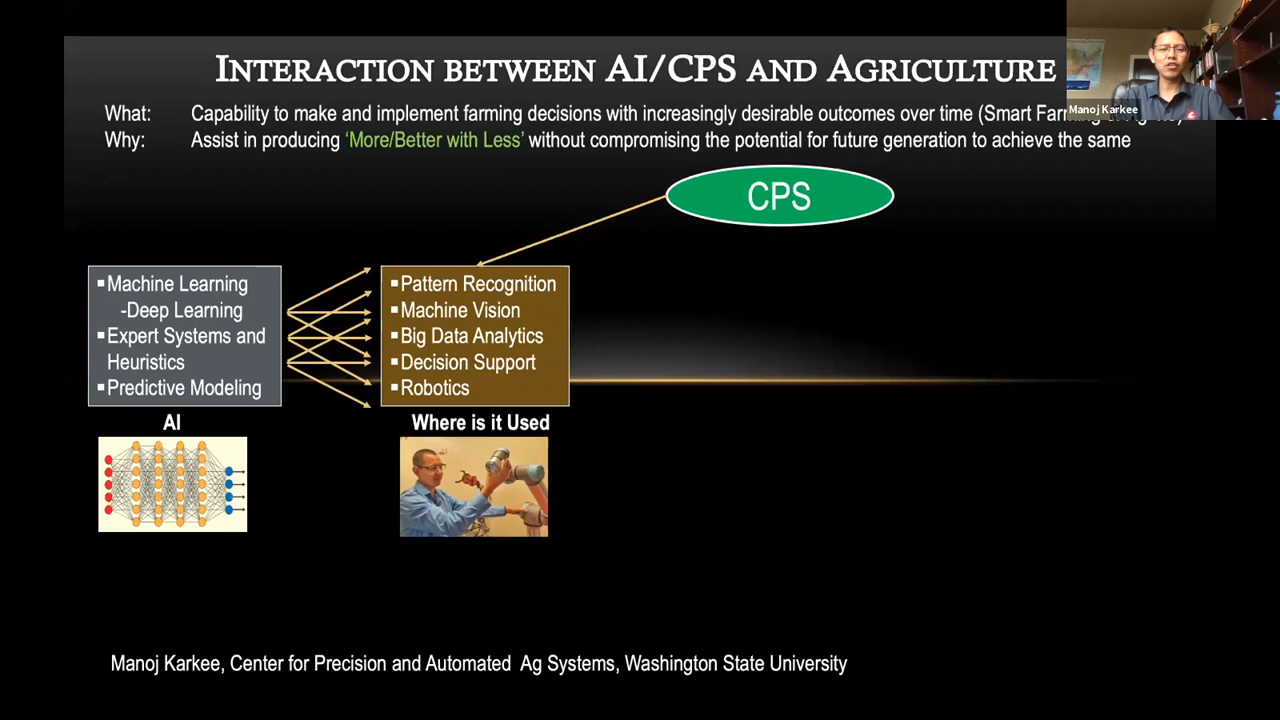 INTERACTION BETWEEN AI/CPS AND AGRICULTURE
Manoj Karkee
What: Capability to make and implement farming decisions with increasingly desirable outcomes over time (Smart
Why: Assist in producing ‘More/Better with Less’ without compromising the potential for future generation to achieve the same
CPS
▪Machine Learning
-Deep Learning
▪Expert Systems and
Heuristics
▪Predictive Modeling
AI
▪Pattern Recognition
▪Machine Vision
▪Big Data Analytics
▪Decision Support
▪Robotics
Where is it Used
Manoj Karkee, Center for Precision and Automated Ag Systems, Washington State University